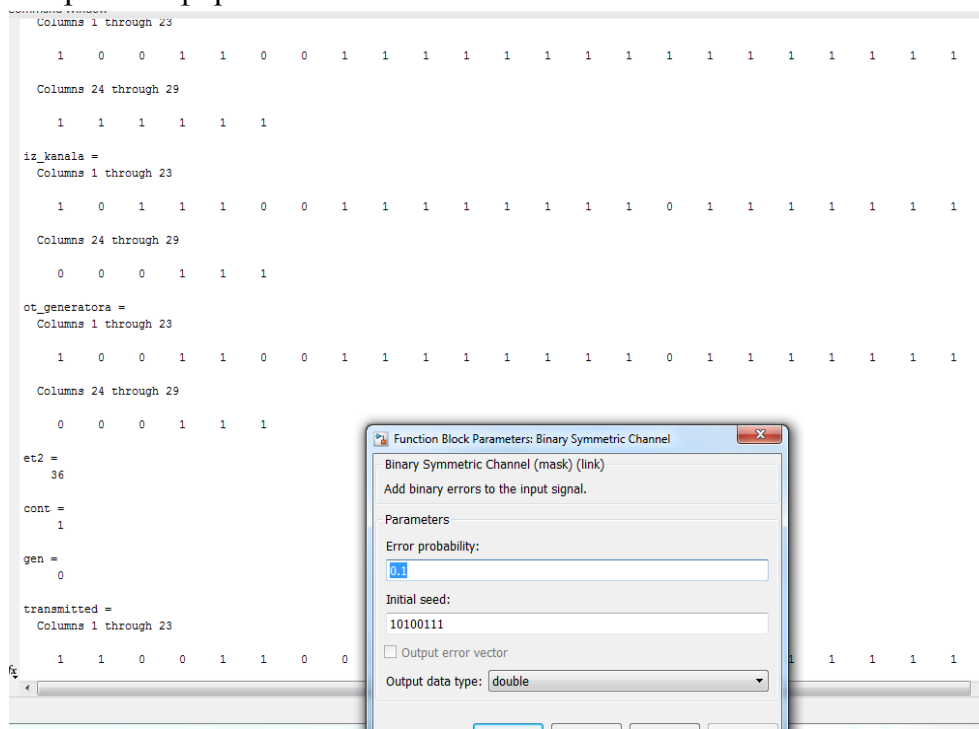 Columns 1 through 23
1 0 0 1 1 0 0 1 1 1 1 1 1 1 1 1 1 1 1 1 1 1 1
Columns 24 through 29
1 1 1 1 1 1
iz_kanala =
Columns 1 through 23
1 0 1 1 1 0 0 1 1 1 1 1 1 1 1 0 1 1 1 1 1 1 1
Columns 24 through 29
0 0 0 1 1 1
ot_generatora =
Columns 1 through 23
1 0 0 1 1 0 0 1 1 1 1 1 1 1 1 0 1 1 1 1 1 1 1
Columns 24 through 29
0 0 0 1 1 1
et2 =
36
cont =
1
gen =
0
transmitted =
Columns 1 through 23
1 1 0 0 1 1 0 0 1 1 1 1 1
fx
Function Block Parameters: Binary Symmetric Channel
Binary Symmetric Channel (mask) (link)
Add binary errors to the input signal.
Parameters
Error probability:
0.1
Initial seed:
10100111
Output error vector
Output data type: double